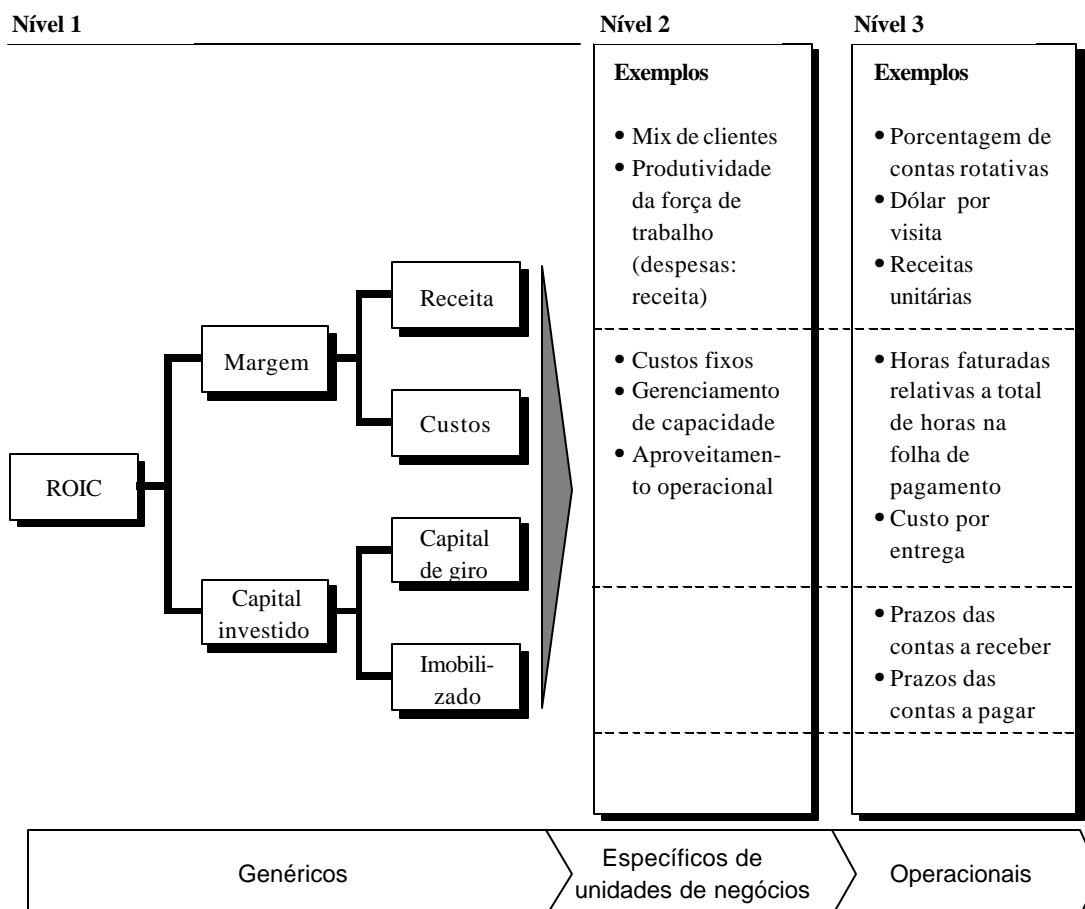 Nível 1
Nível 2
Nível 3
ROIC
Margem
Capital
investido
Receita
Custos
Capital
de giro
Imobili-
zado
Exemplos
• Mix de clientes
• Produtividade
da força de
trabalho
(despesas:
receita)
• Custos fixos
• Gerenciamento
de capacidade
• Aproveitamen-
to operacional
Exemplos
• Porcentagem de
contas rotativas
• Dólar por
visita
• Receitas
unitárias
• Horas faturadas
relativas a total
de horas na
folha de
pagamento
• Custo por
entrega
• Prazos das
contas a receber
• Prazos das
contas a pagar
Genéricos
Específicos de
unidades de negócios
Operacionais